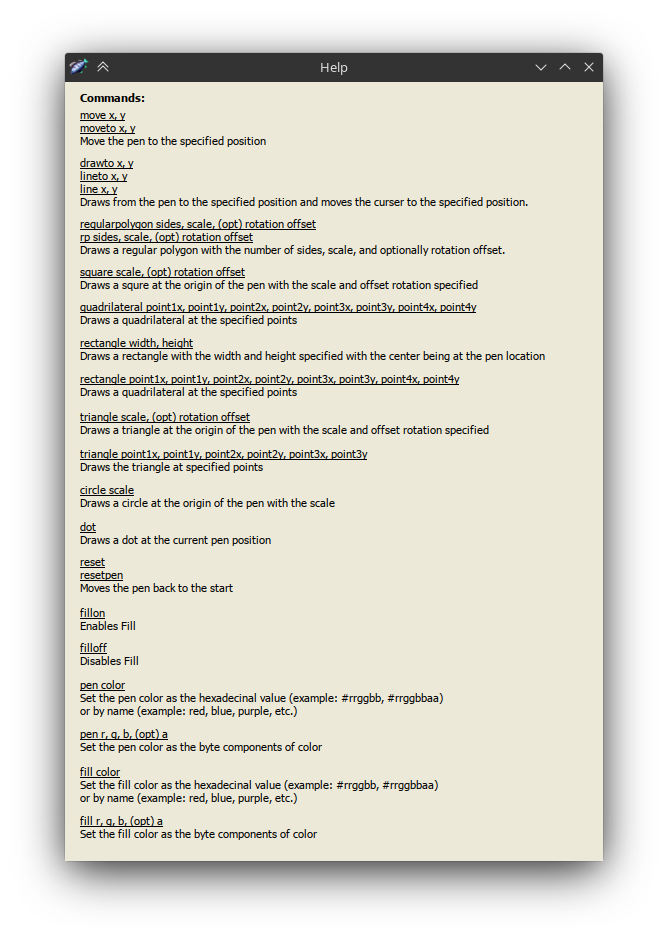 Help
Commands:
move x, y
moveto x, y
Move the pen to the specified position
drawto x, y
lineto x, y
line x, y
Draws from the pen to the specified position and moves the curser to the specified position.
regularpolygon sides, scale, (opt) rotation offset
rp sides, scale, (opt) rotation offset
Draws a regular polygon with the number of sides, scale, and optionally rotation offset.
square scale, (opt) rotation offset
Draws a squre at the origin of the pen with the scale and offset rotation specified
quadrilateral point1x, point1y, point2x, point2y, point3x, point3y, point4x, point4y
Draws a quadrilateral at the specified points
rectangle width, height
Draws a rectangle with the width and height specified with the center being at the pen location
rectangle point1x, point1y, point2x, point2y, point3x, point3y, point4x, point4y
Draws a quadrilateral at the specified points
triangle scale, (opt) rotation offset
Draws a triangle at the origin of the pen with the scale and offset rotation specified
triangle point1x, point1y, point2x, point2y, point3x, point3y
Draws the triangle at specified points
circle scale
Draws a circle at the origin of the pen with the scale
dot
Draws a dot at the current pen position
reset
resetpen
Moves the pen back to the start
fillon
Enables Fill
filloff
Disables Fill
pen color
Set the pen color as the hexadecinal value (example: #rrggbb, #rrggbbaa)
or by name (example: red, blue, purple, etc.)
pen r, g, b, (opt) a
Set the pen color as the byte components of color
fill color
Set the fill color as the hexadecinal value (example: #rrggbb, #rrggbbaa)
or by name (example: red, blue, purple, etc.)
fill r, g, b, (opt) a
Set the fill color as the byte components of color